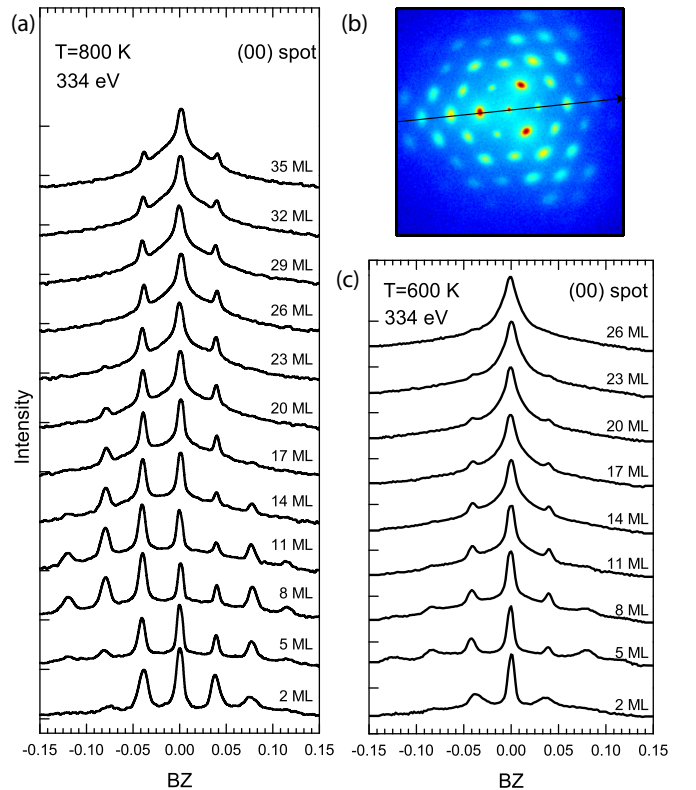 (a)
T=800 K (00) spot
334 eV
35 ML
32 ML
29 ML
26 ML
23 ML
20 ML
17 ML
14 ML
11 ML
8 ML
5 ML
2 ML
Intensity
-0.15 -0.10 -0.05 0.00 0.05 0.10 0.15
BZ
(b)
(c)
T=600 K (00) spot
334 eV
26 ML
23 ML
20 ML
17 ML
14 ML
11 ML
8 ML
5 ML
2 ML
-0.15 -0.10 -0.05 0.00 0.05 0.10 0.15
BZ